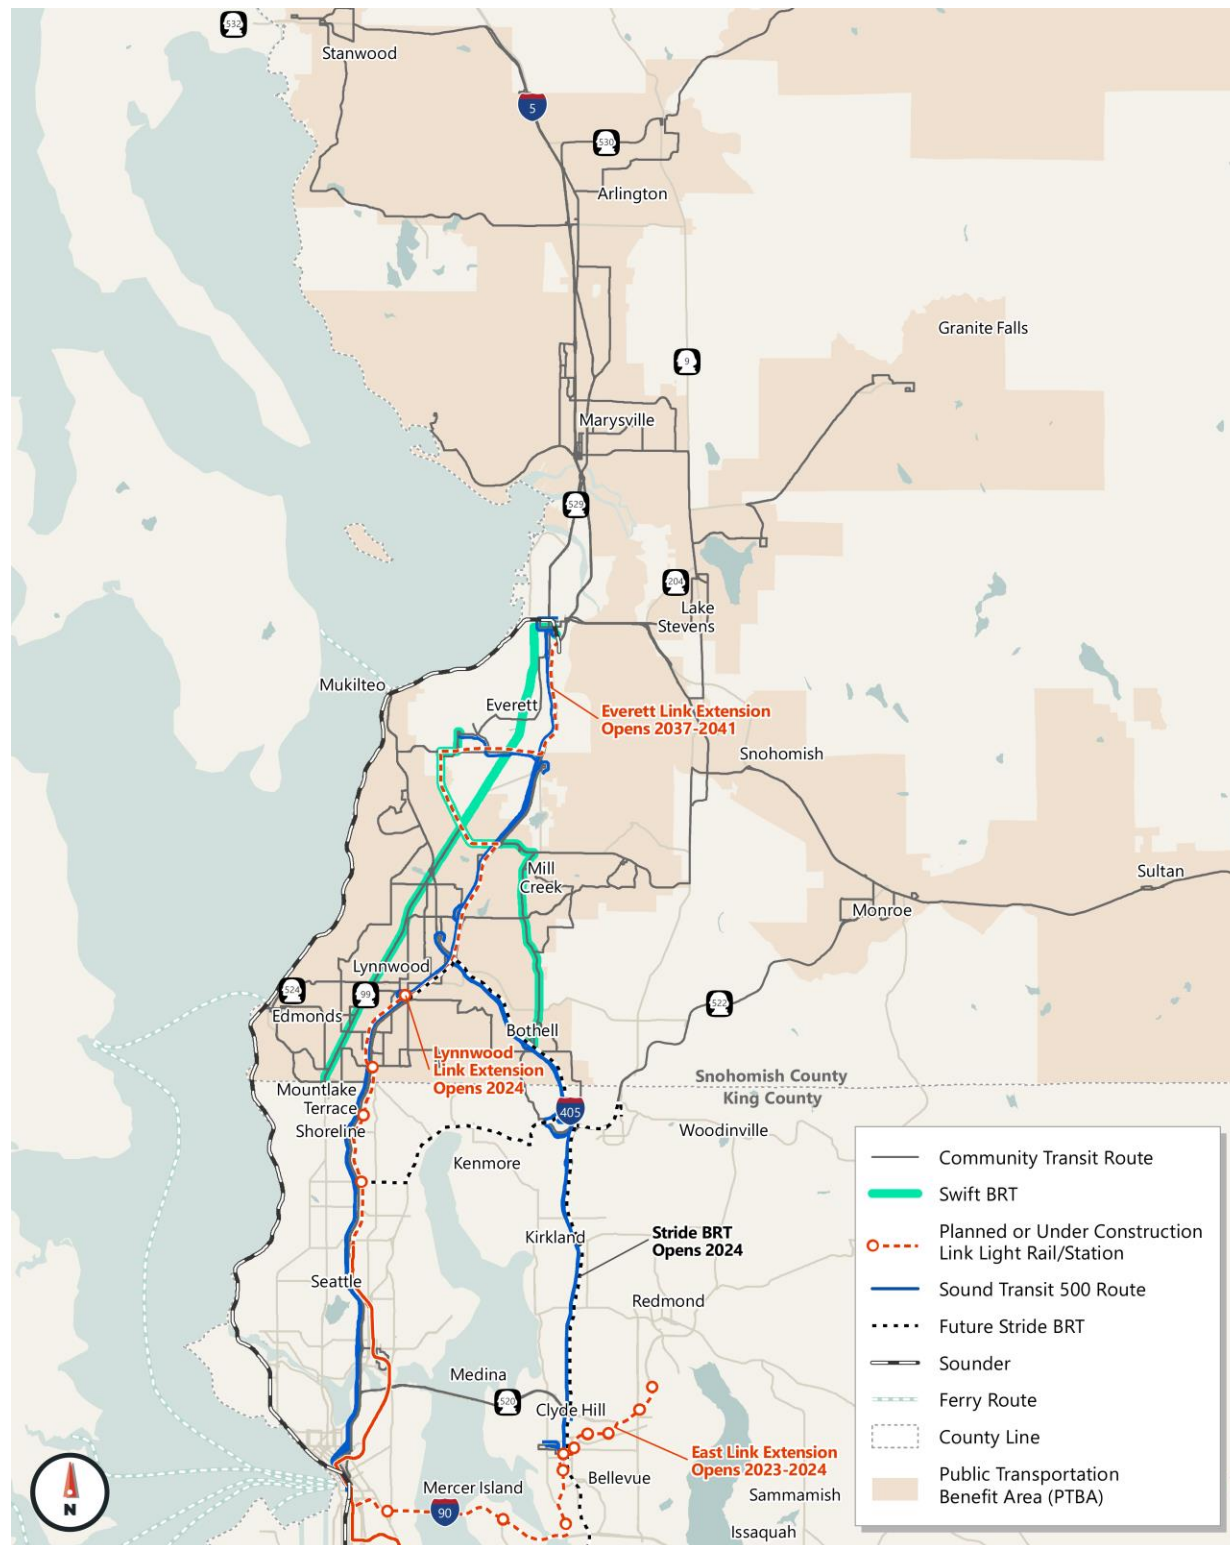 532
Stanwood
5
530
Arlington
Granite Falls
9
Marysville
529
204
Lake
Stevens
Mukilteo
Everett
Everett Link Extension
Opens 2037-2041
Snohomish
Mill
Creek
Sultan
Monroe
Lynnwood
524
99
522
Edmonds
Bothell
Lynnwood
Link Extension
Opens 2024
Snohomish County
King County
Mountlake
Terrace
405
Shoreline
Woodinville
Kenmore
Kirkland
Stride BRT
Opens 2024
Seattle
Redmond
Medina
520
Clyde Hill
East Link Extension
Opens 2023-2024
Bellevue
Mercer Island
Sammamish
90
Issaquah
N
Community Transit Route
Swift BRT
Planned or Under Construction
Link Light Rail/Station
Sound Transit 500 Route
Future Stride BRT
Sounder
Ferry Route
County Line
Public Transportation
Benefit Area (PTBA)